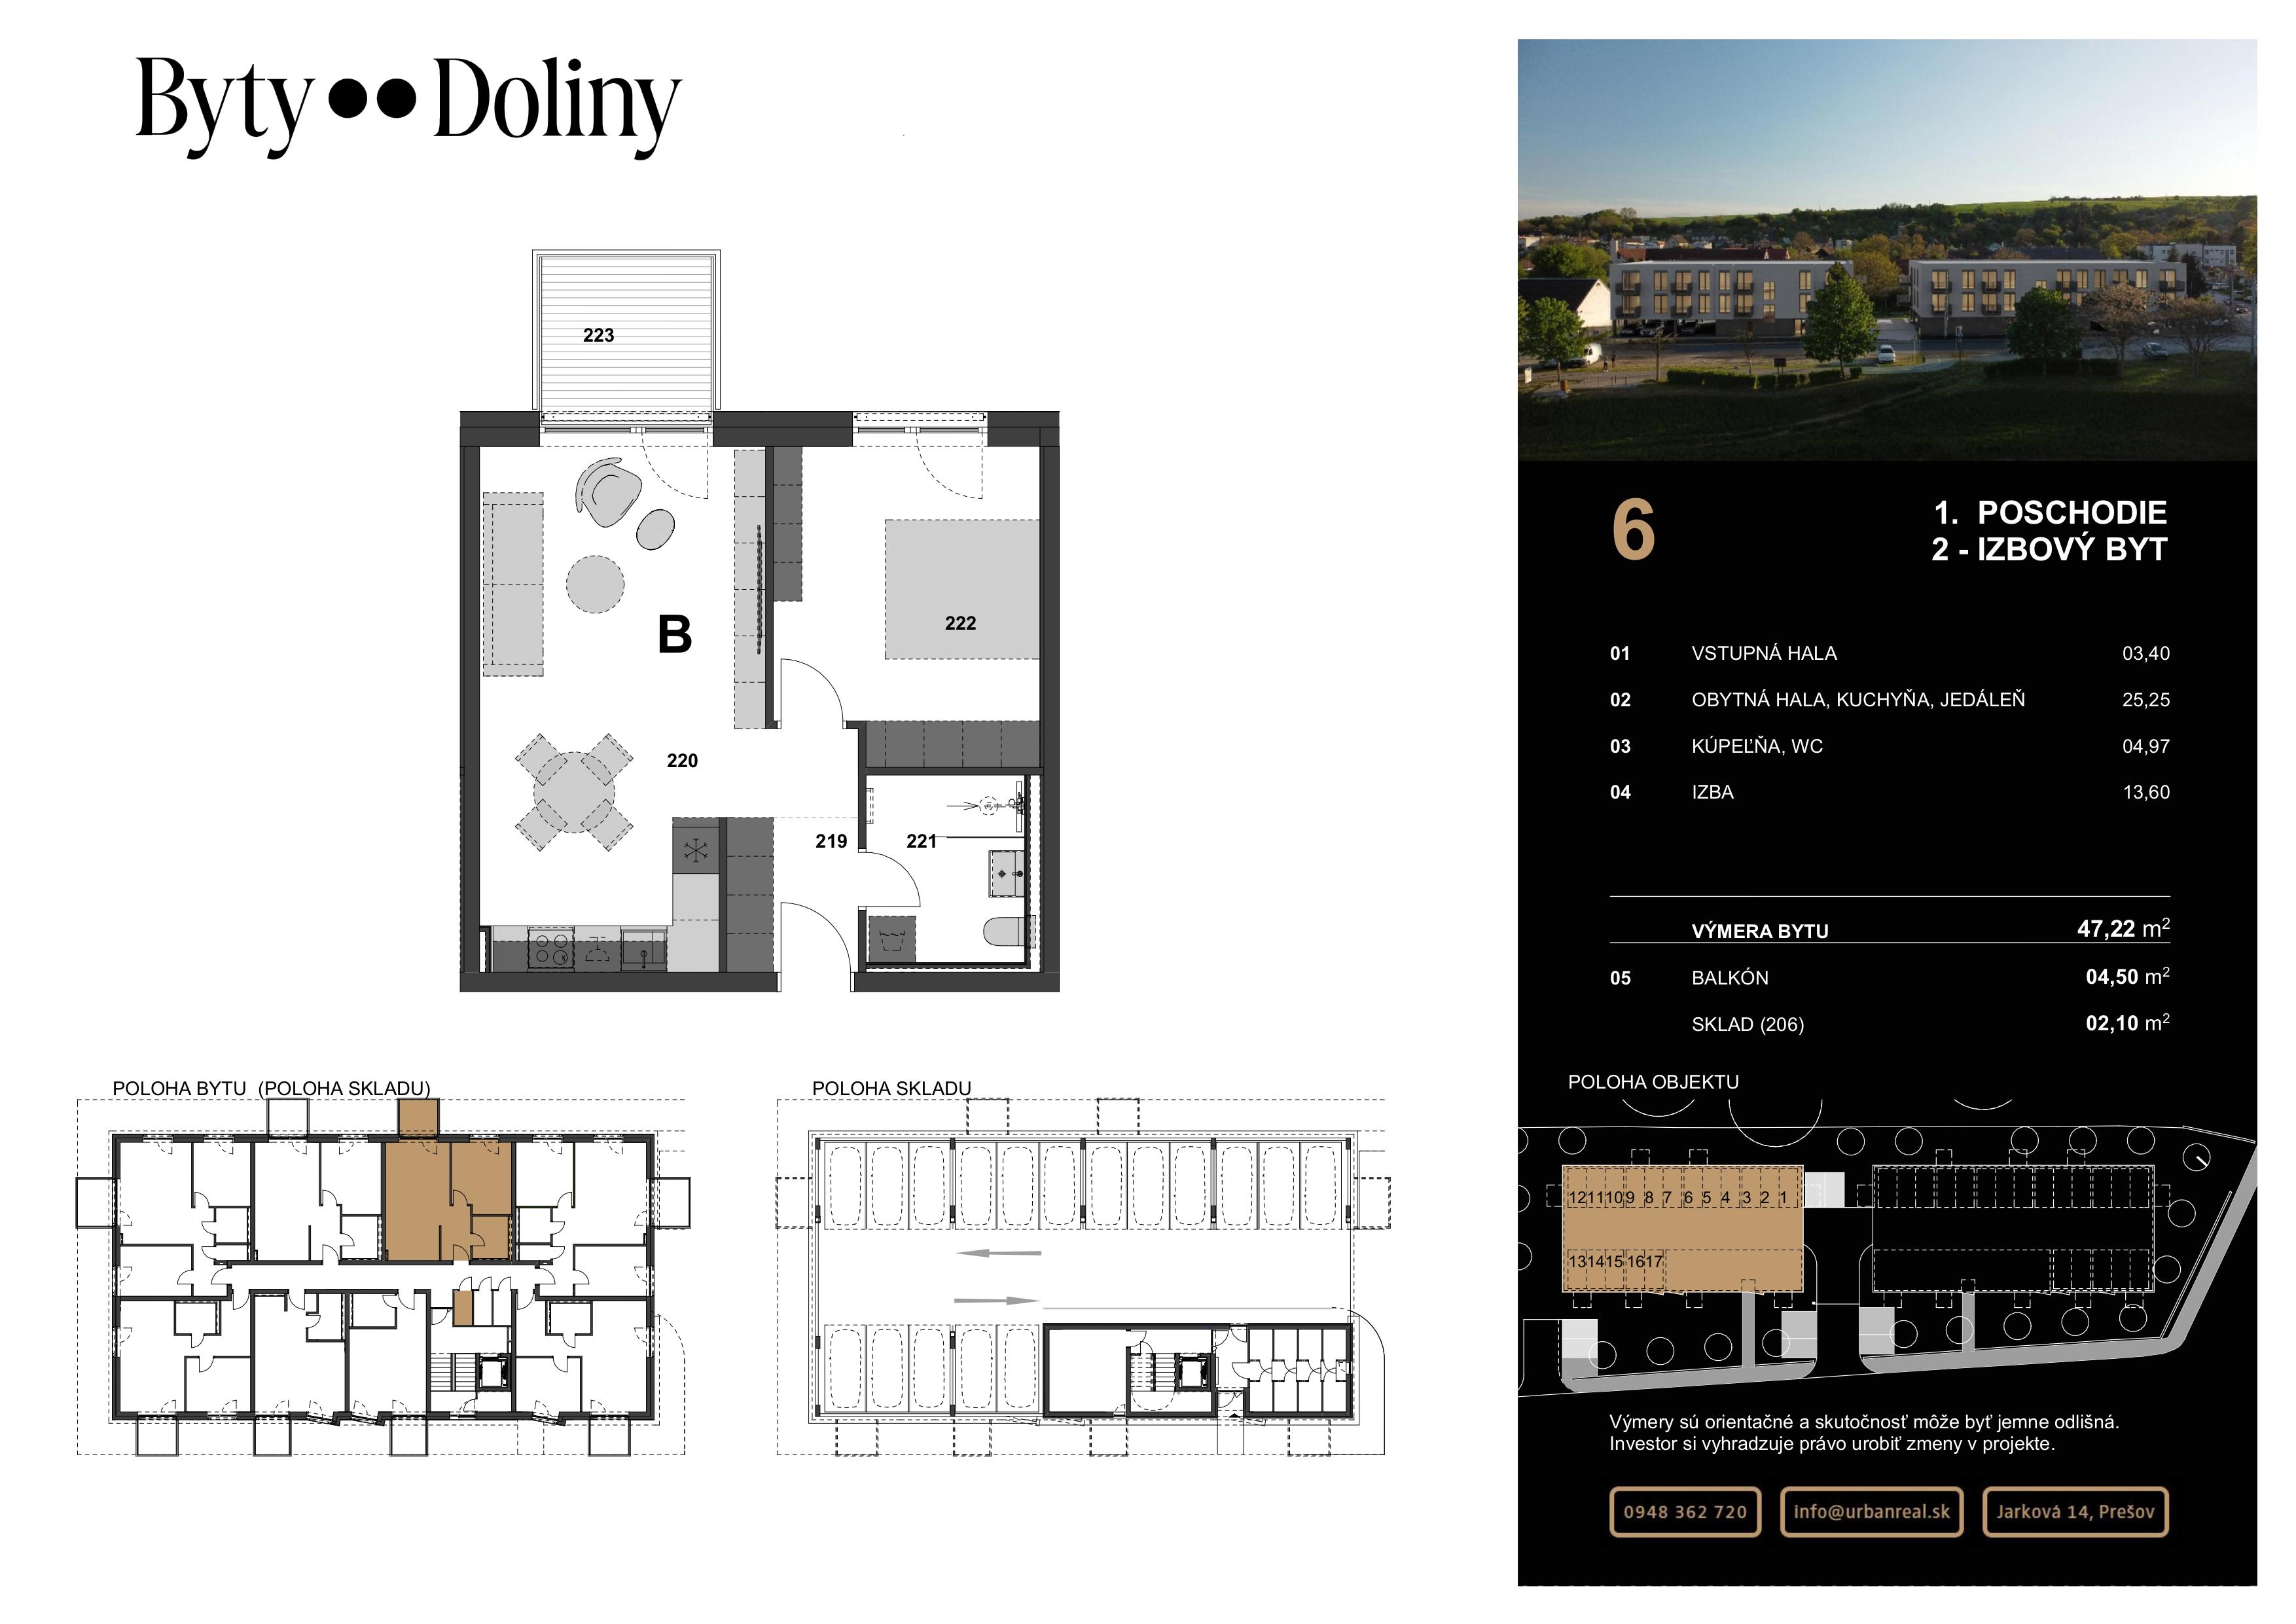 Byty●●Doliny
223
B
222
220
219
221
POLOHA BYTU (POLOHA SKLADU)
POLOHA SKLADU
6
1. POSCHODIE
2 - IZBOVÝ BYT
01 VSTUPNÁ HALA 03,40
02 OBYTNÁ HALA, KUCHYŇA, JEDÁLEŇ 25,25
03 KÚPEĽŇA, WC 04,97
04 IZBA 13,60
VÝMERA BYTU 47,22 m²
05 BALKÓN 04,50 m²
SKLAD (206) 02,10 m²
POLOHA OBJEKTU
12 11 10 9 8 7 6 5 4 3 2 1
13 14 15 16 17
Výmery sú orientačné a skutočnosť môže byť jemne odlišná.
Investor si vyhradzuje právo urobiť zmeny v projekte.
0948 362 720 info@urbanreal.sk Jarková 14, Prešov